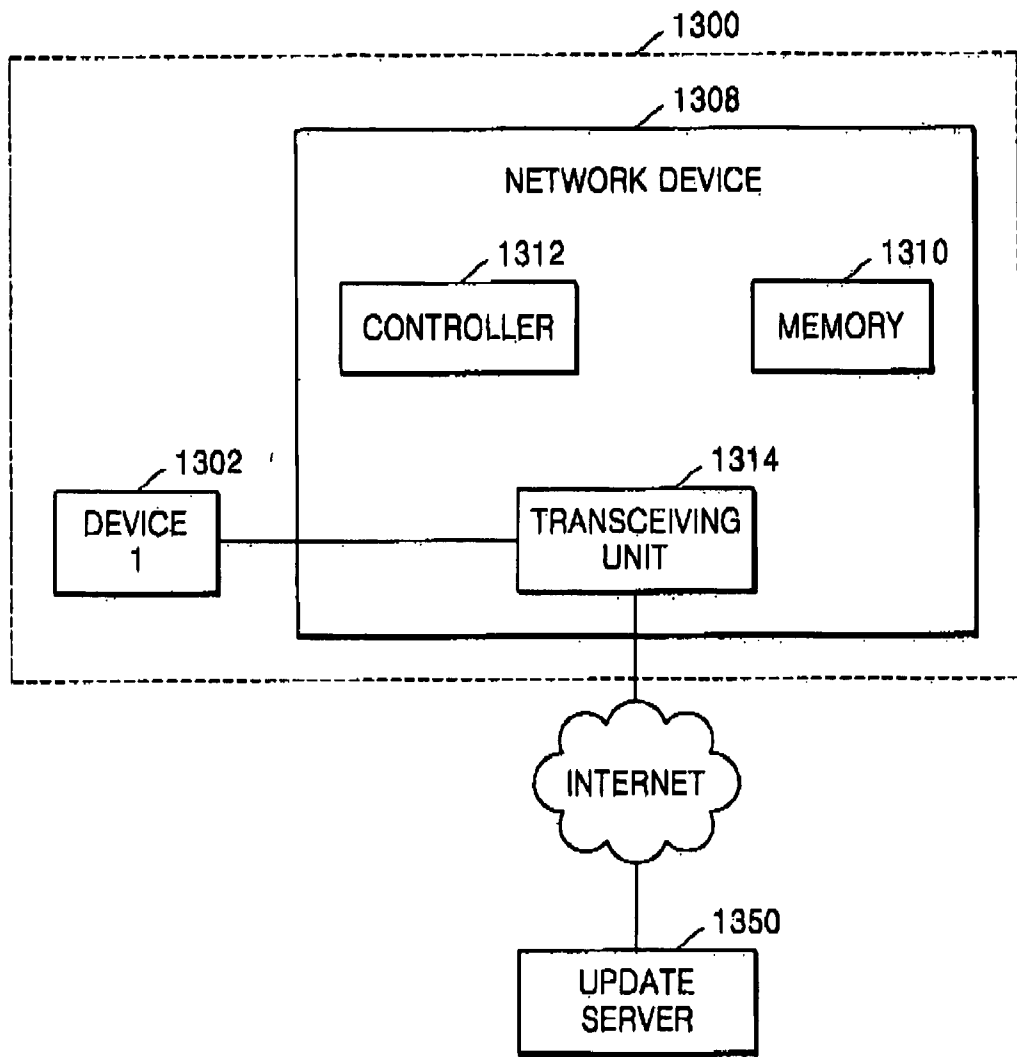 1300
1308
NETWORK DEVICE
1312
1310
CONTROLLER
MEMORY
1302
1314
DEVICE
1
TRANSCEIVING
UNIT
INTERNET
1350
UPDATE
SERVER